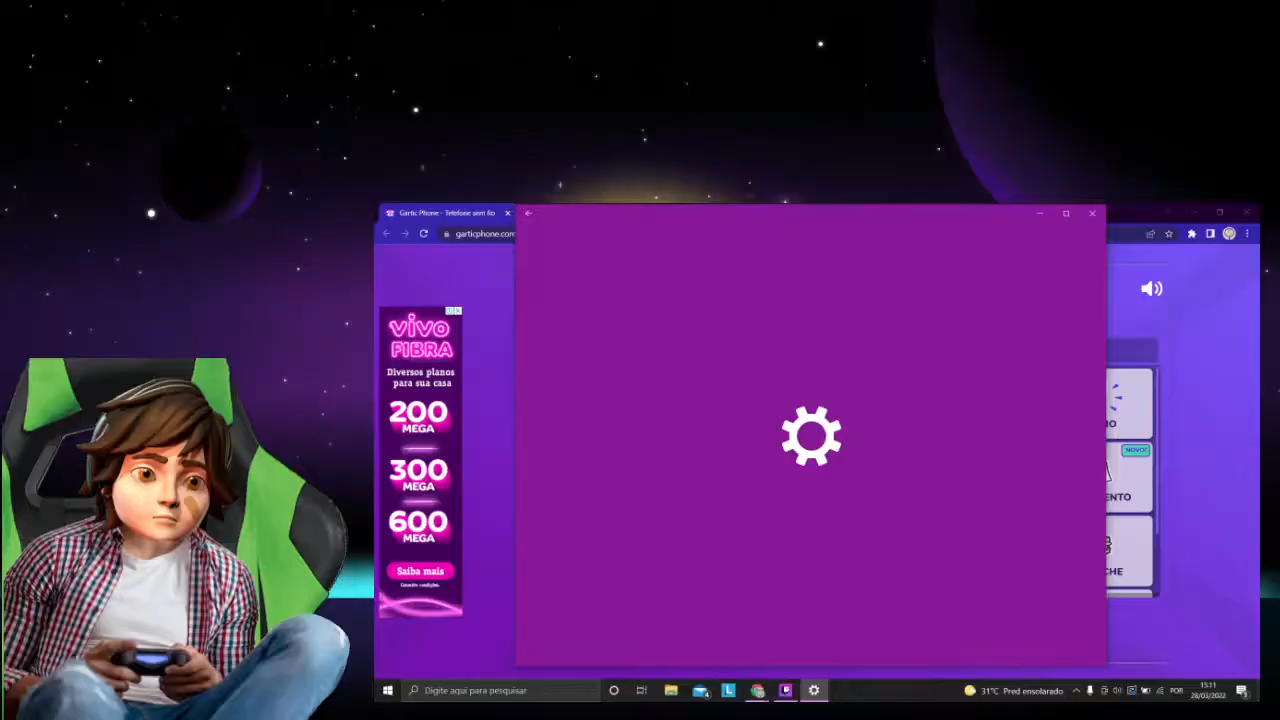 Gartic Phone - Telefone sem fio
garticphone.com
vivo
FIBRA
Diversos planos
para sua casa
200
MEGA
300
MEGA
600
MEGA
Saiba mais
NOVO!
ENTO
CHE
Digite aqui para pesquisar
31°C Pred ensolarado
POR
15:11
28/03/2022